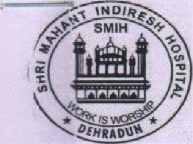 SHRI MAHANT INDIRESH HOSPITAL
SMIH
WORK IS WORSHIP
★ DEHRADUN ★